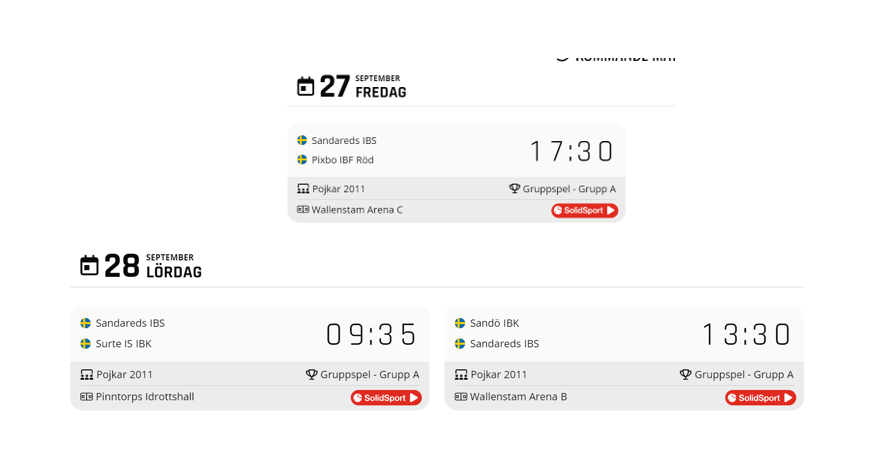 KOMMANDE MAT
27 SEPTEMBER
FREDAG
Sandareds IBS
Pixbo IBF Röd
17:30
Pojkar 2011
Gruppspel - Grupp A
Wallenstam Arena C
SolidSport
28 SEPTEMBER
LÖRDAG
Sandareds IBS
Surte IS IBK
09:35
Pojkar 2011
Gruppspel - Grupp A
Pinntorps Idrottshall
SolidSport
Sandö IBK
Sandareds IBS
13:30
Pojkar 2011
Gruppspel - Grupp A
Wallenstam Arena B
SolidSport